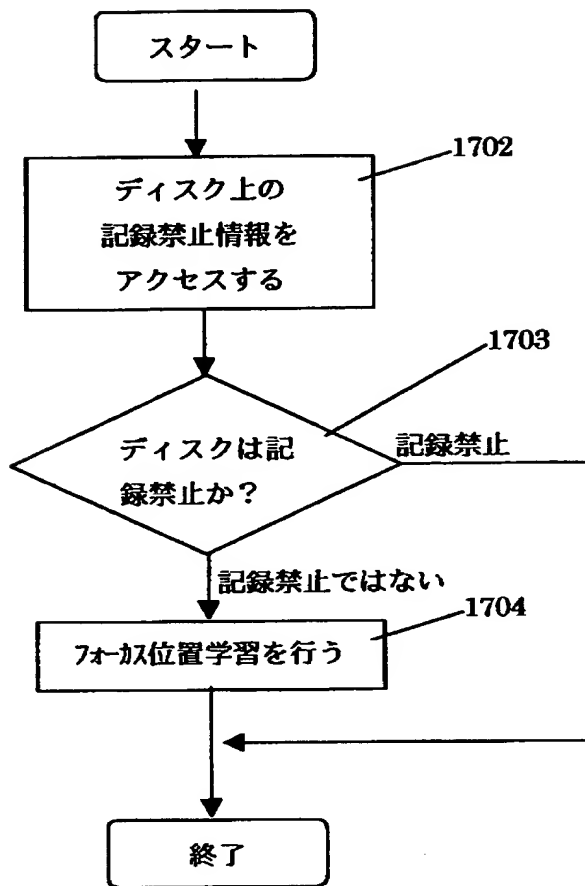 スタート
1702
ディスク上の
記録禁止情報を
アクセスする
1703
ディスクは記
録禁止か？
記録禁止
記録禁止ではない
1704
ﾌｫｰｶｽ位置学習を行う
終了